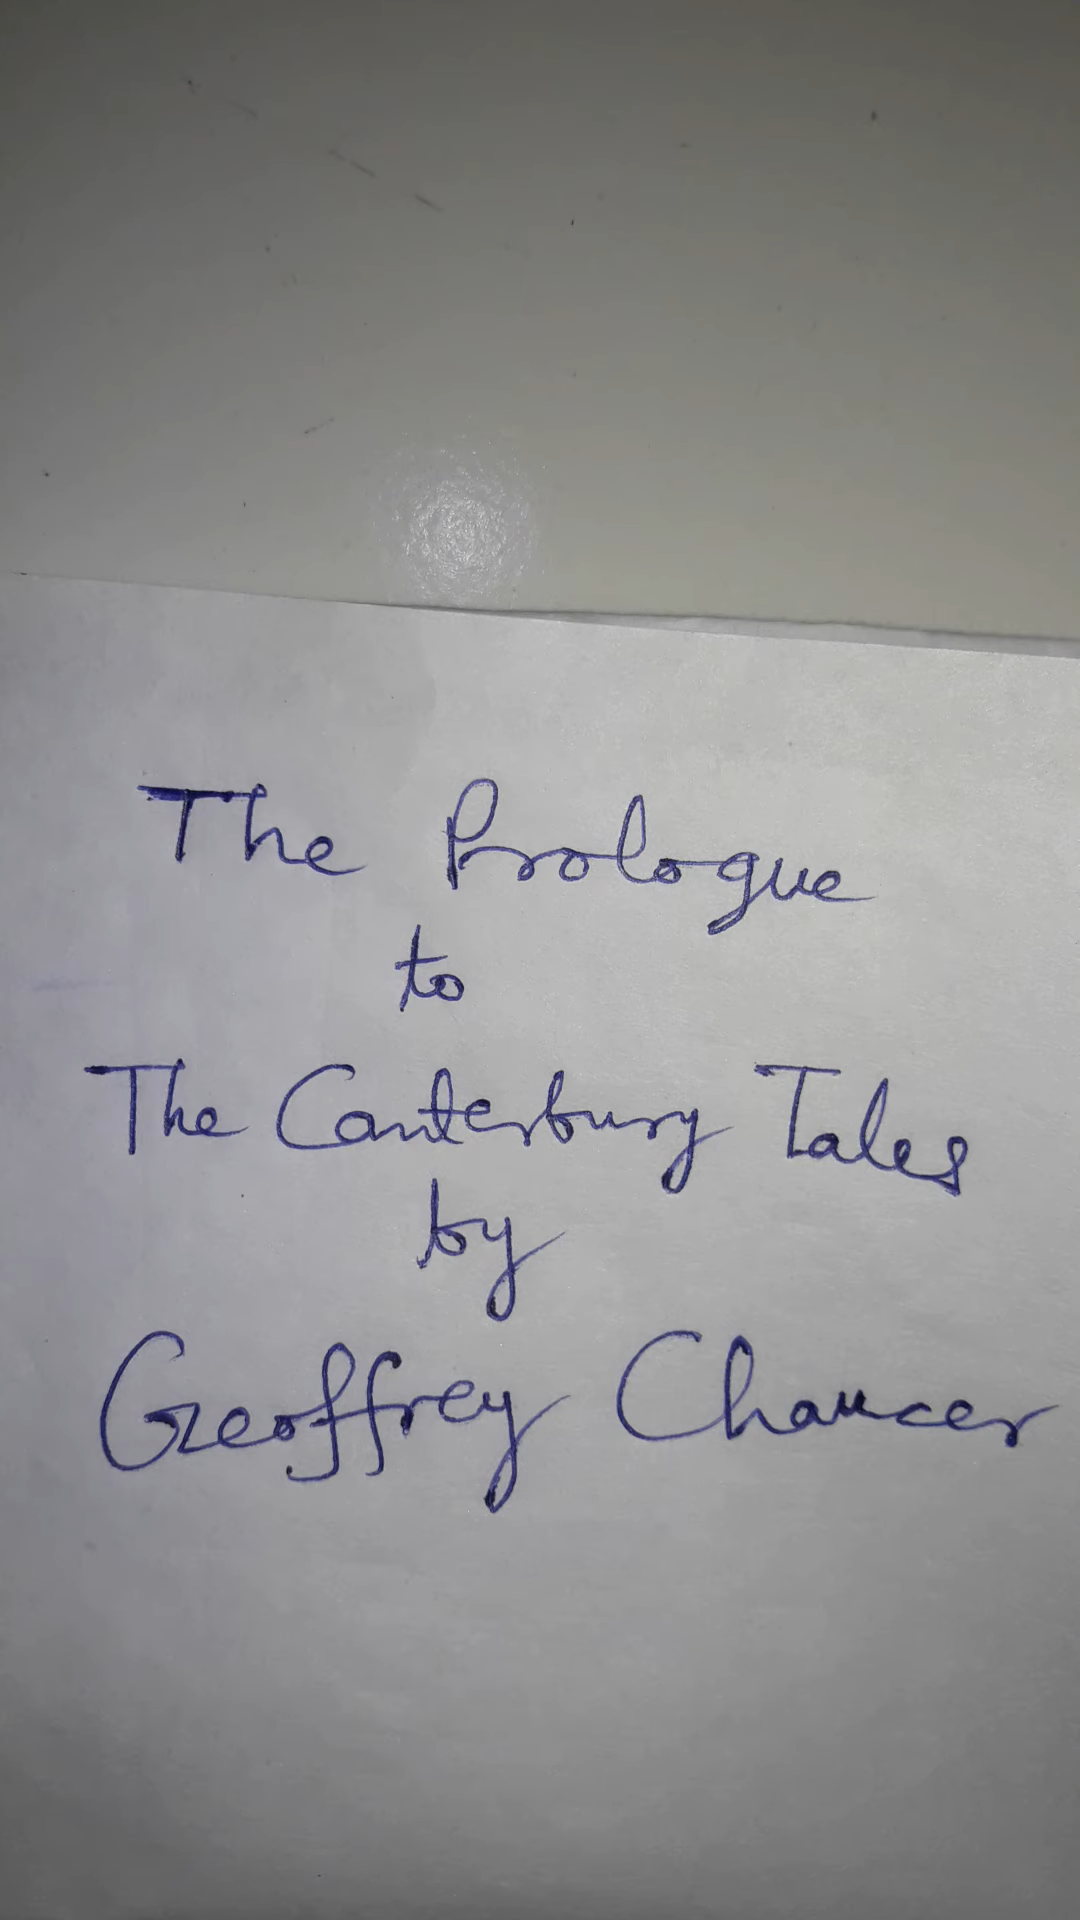 The Prologue
to
The Canterbury Tales
by
Geoffrey Chaucer